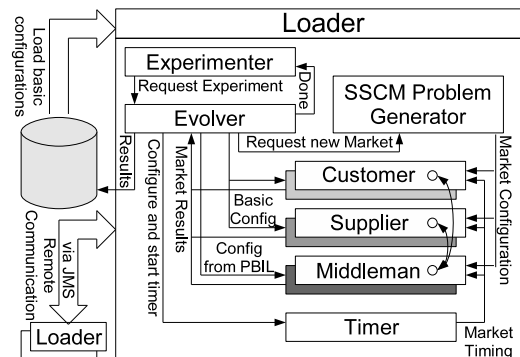 Loader
Load basic
configurations
Experimenter
Request Experiment
Done
Evolver
SSCM Problem
Generator
Request new Market
Results
Configure and start timer
Market Results
Customer
Basic
Config
Supplier
Config
from PBIL
Middleman
Market Configuration
Remote
Communication
via JMS
Loader
Timer
Market
Timing